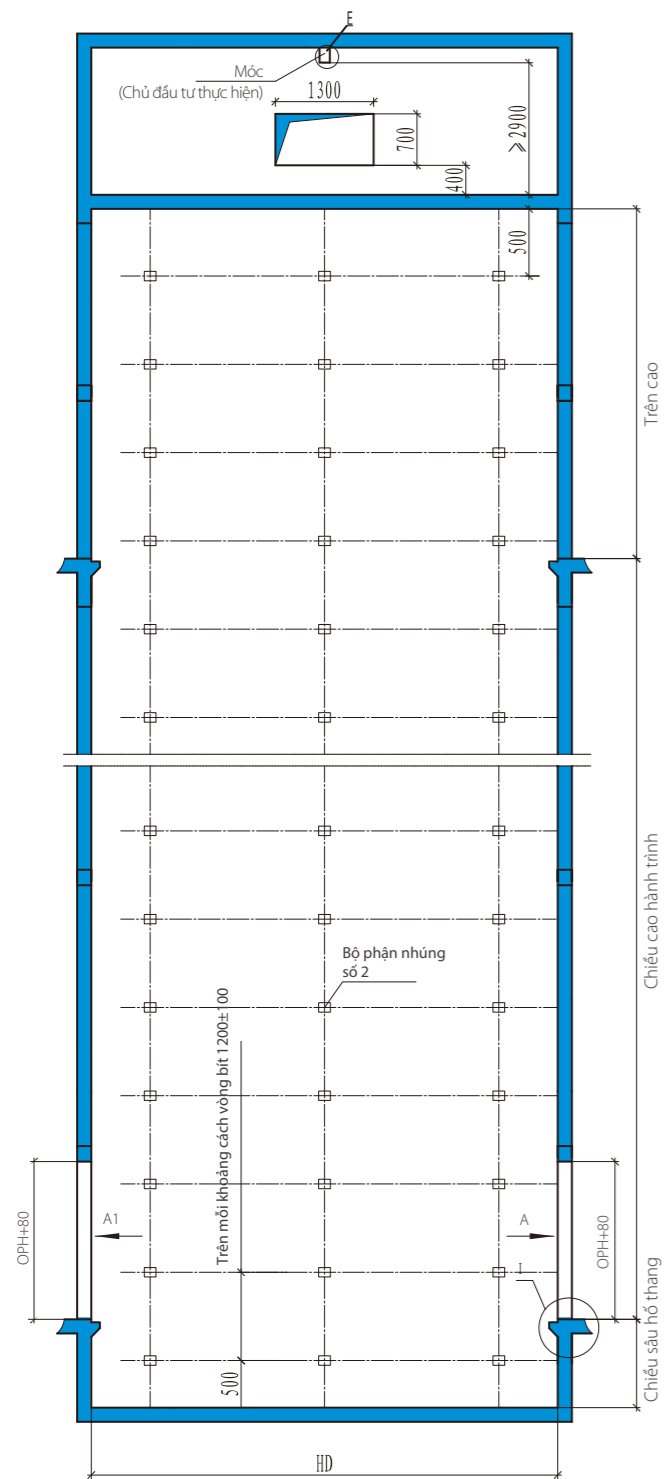 E
Móc
(Chủ đầu tư thực hiện)
1300
700
400
≥2900
500
Trên cao
Chiều cao hành trình
Bộ phận nhúng
số 2
Trên mỗi khoảng cách vòng bít 1200±100
OPH+80
A1
A
OPH+80
I
Chiều sâu hố thang
500
HD